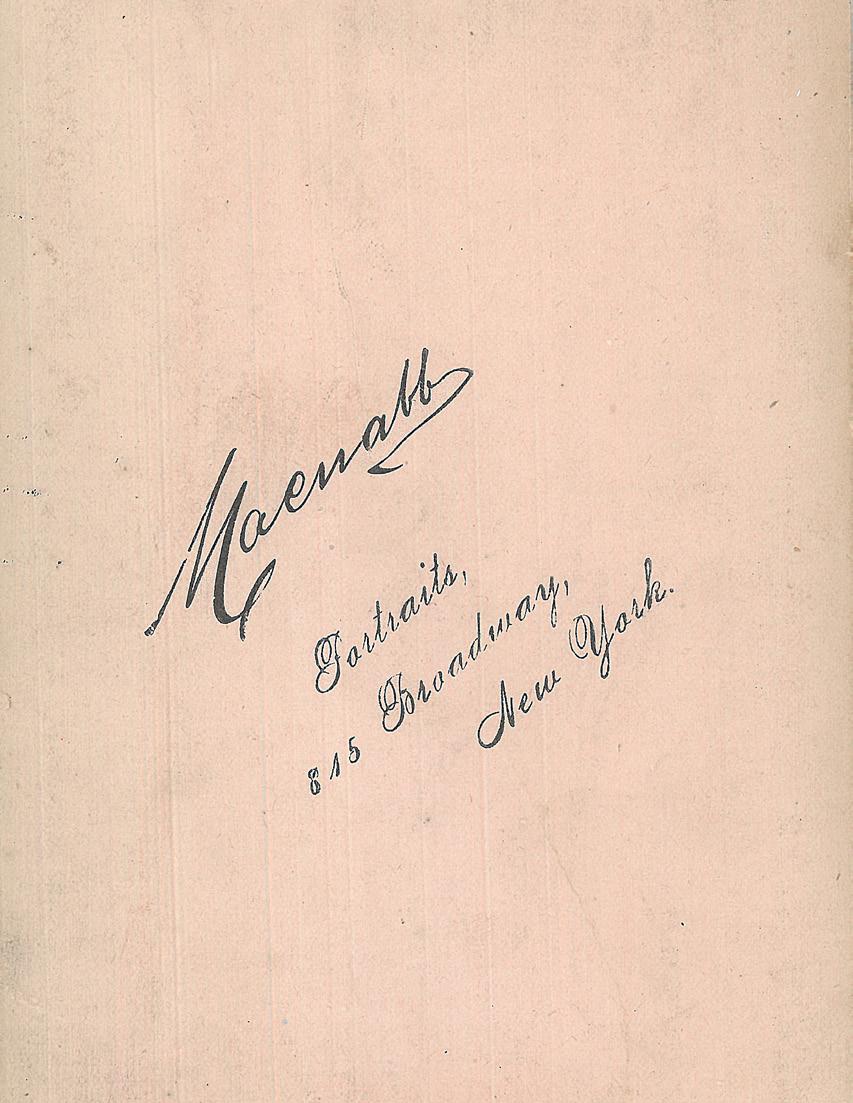 Macnabb
Portraits,
815 Broadway,
New York.